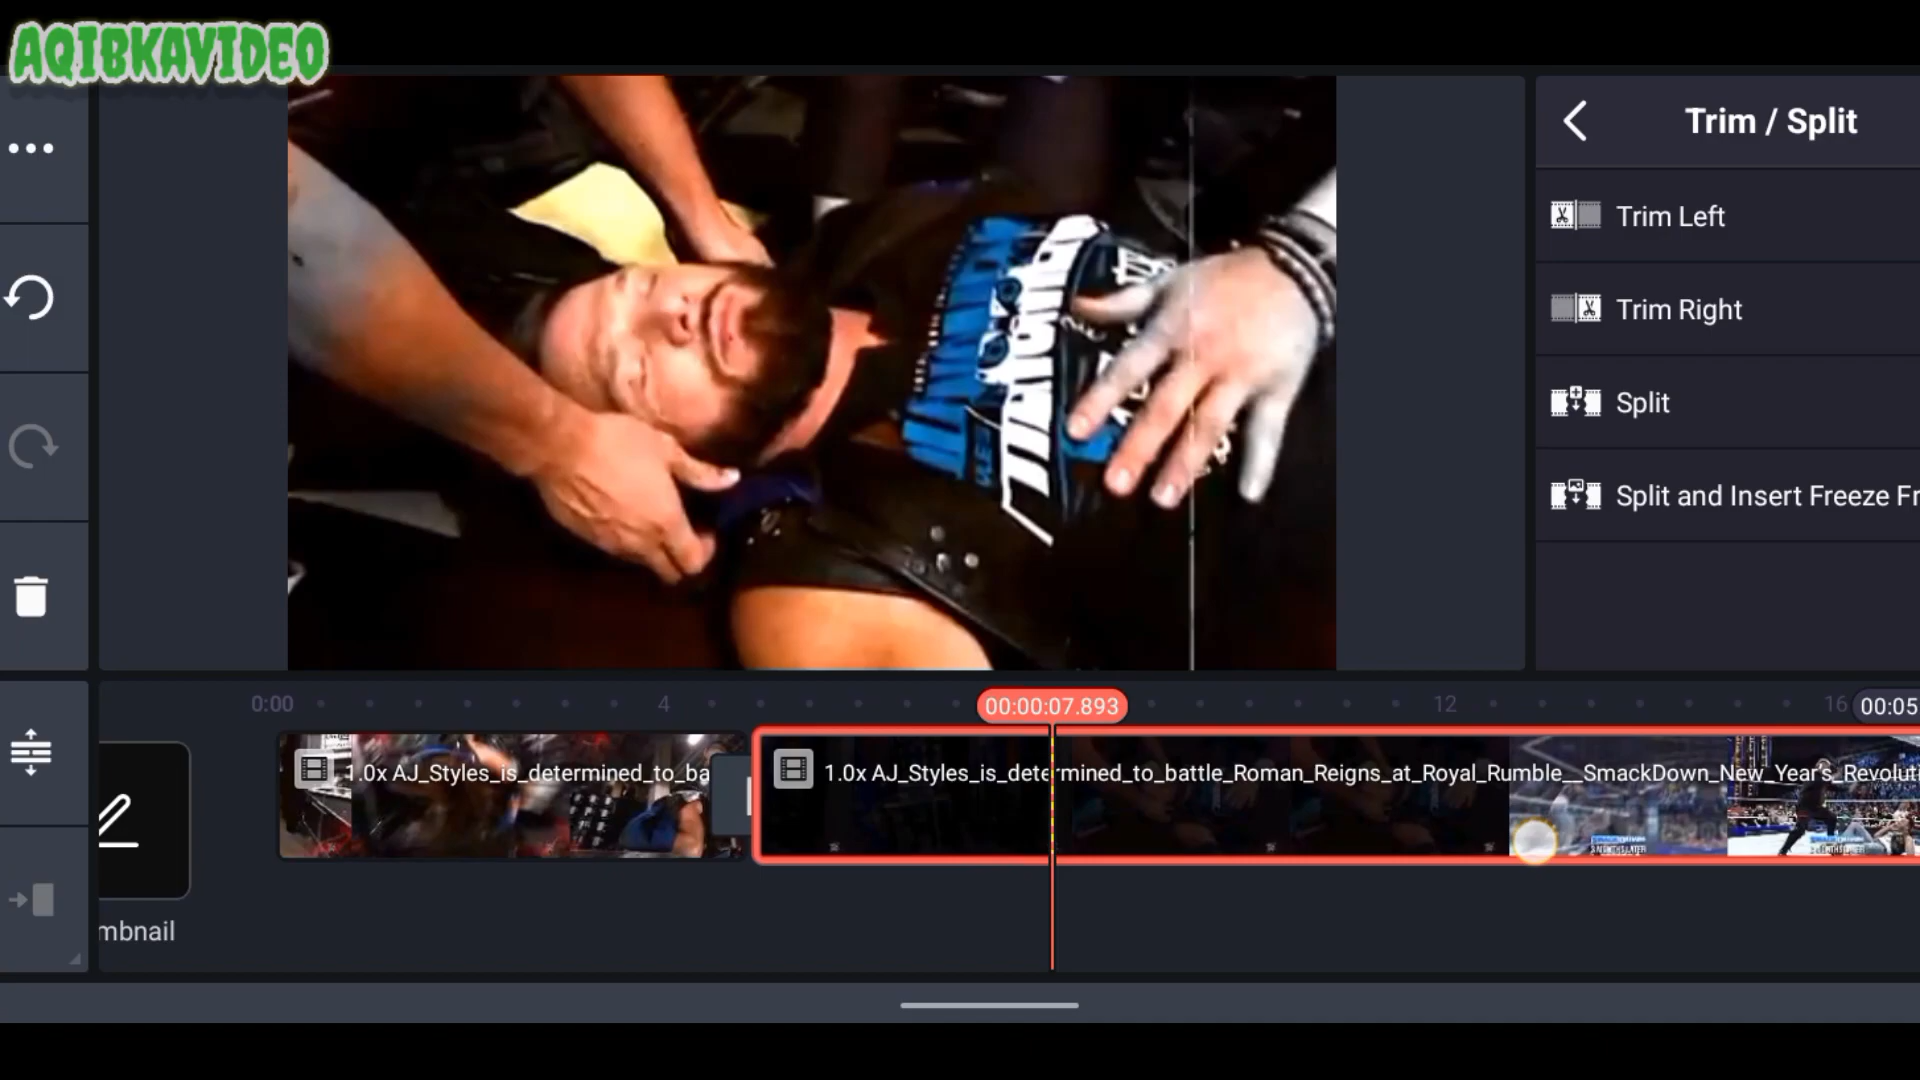 AQIBKAVIDEO
Trim / Split
Trim Left
Trim Right
Split
Split and Insert Freeze Fr
0:00
4
00:00:07.893
12
16
00:05
1.0x AJ_Styles_is_determined_to_ba
1.0x AJ_Styles_is_determined_to_battle_Roman_Reigns_at_Royal_Rumble__SmackDown_New_Year's_Revoluti
mbnail